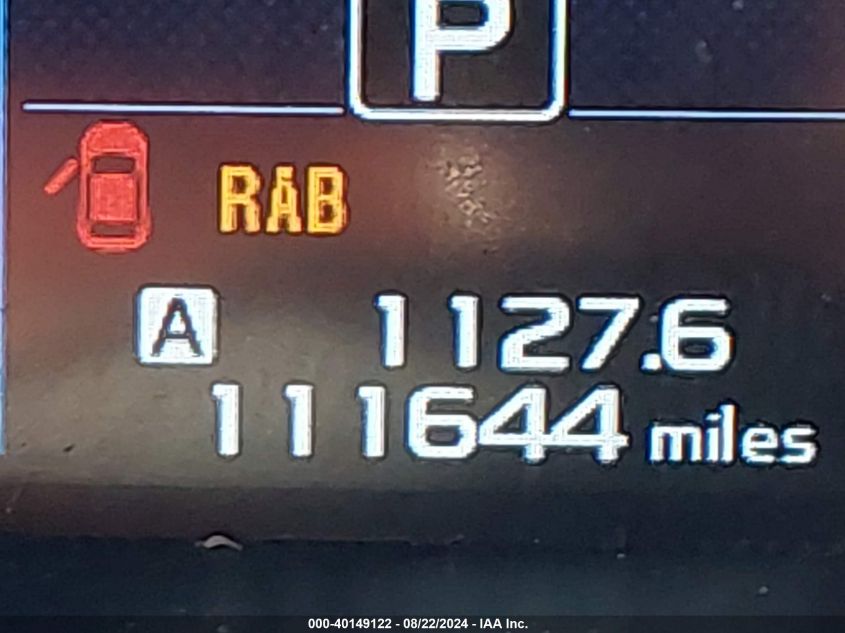 P
RAB
A 1127.6
111644 miles
000-40149122 - 08/22/2024 - IAA Inc.